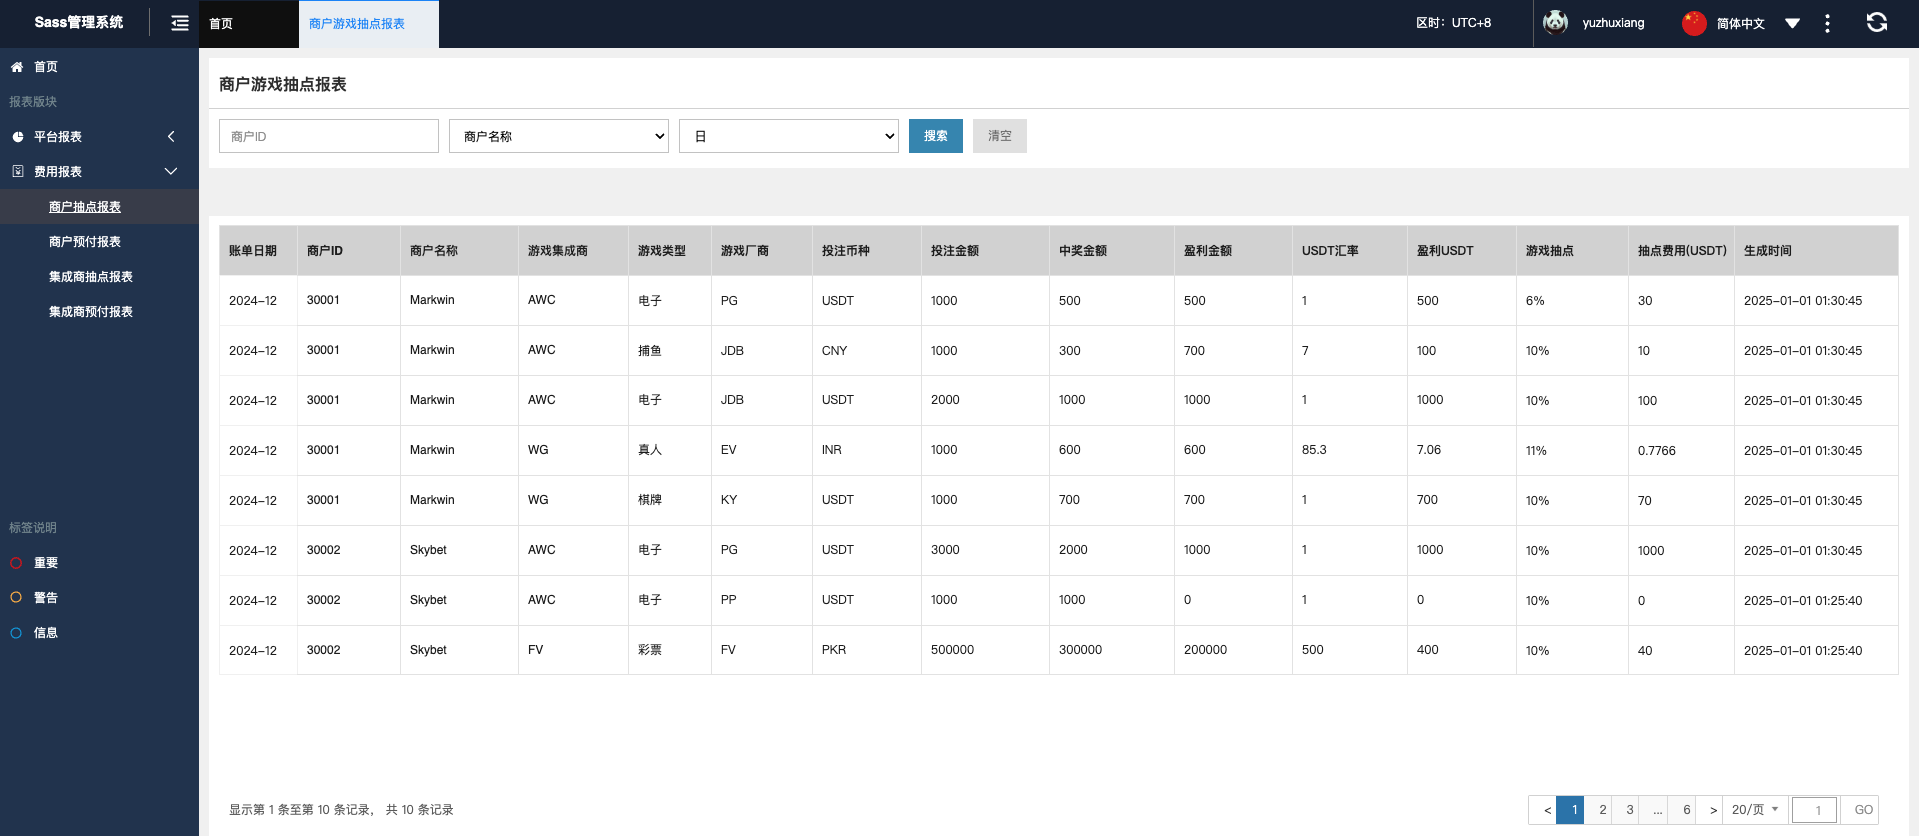 Sass管理系统
首页
商户游戏抽点报表
区时：UTC+8
yuzhuxiang
简体中文
首页
报表版块
平台报表
费用报表
商户抽点报表
商户预付报表
集成商抽点报表
集成商预付报表
标签说明
重要
警告
信息
商户游戏抽点报表
商户ID 商户名称 日 搜索 清空
账单日期 商户ID 商户名称 游戏集成商 游戏类型 游戏厂商 投注币种 投注金额 中奖金额 盈利金额 USDT汇率 盈利USDT 游戏抽点 抽点费用(USDT) 生成时间
2024-12 30001 Markwin AWC 电子 PG USDT 1000 500 500 1 500 6% 30 2025-01-01 01:30:45
2024-12 30001 Markwin AWC 捕鱼 JDB CNY 1000 300 700 7 100 10% 10 2025-01-01 01:30:45
2024-12 30001 Markwin AWC 电子 JDB USDT 2000 1000 1000 1 1000 10% 100 2025-01-01 01:30:45
2024-12 30001 Markwin WG 真人 EV INR 1000 600 600 85.3 7.06 11% 0.7766 2025-01-01 01:30:45
2024-12 30001 Markwin WG 棋牌 KY USDT 1000 700 700 1 700 10% 70 2025-01-01 01:30:45
2024-12 30002 Skybet AWC 电子 PG USDT 3000 2000 1000 1 1000 10% 1000 2025-01-01 01:30:45
2024-12 30002 Skybet AWC 电子 PP USDT 1000 1000 0 1 0 10% 0 2025-01-01 01:25:40
2024-12 30002 Skybet FV 彩票 FV PKR 500000 300000 200000 500 400 10% 40 2025-01-01 01:25:40
显示第 1 条至第 10 条记录， 共 10 条记录
< 1 2 3 ... 6 > 20/页 1 GO